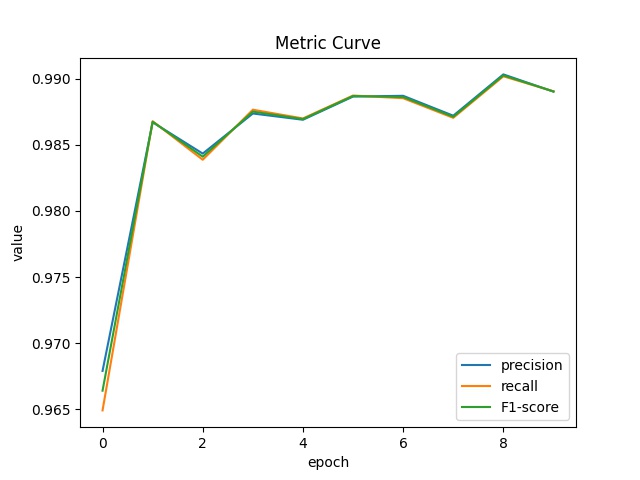 Metric Curve
0.990
0.985
0.980
0.975
0.970
0.965
value
0 2 4 6 8
epoch
precision
recall
F1-score